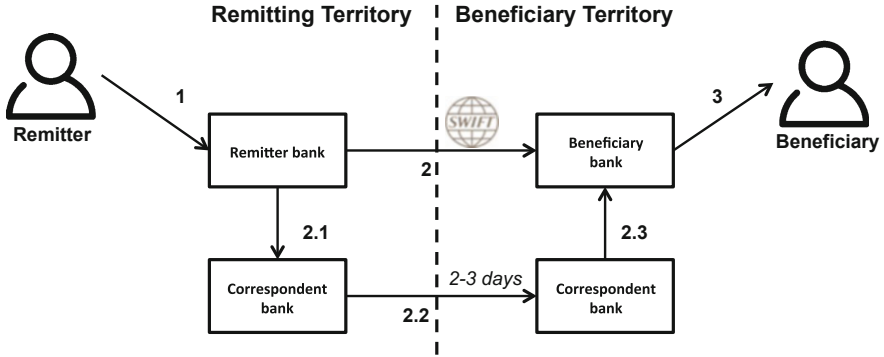 Remitting Territory
Beneficiary Territory
1
SWIFT
3
Remitter
Beneficiary
Remitter bank
2
Beneficiary
bank
2.1
2.3
2-3 days
Correspondent
bank
2.2
Correspondent
bank